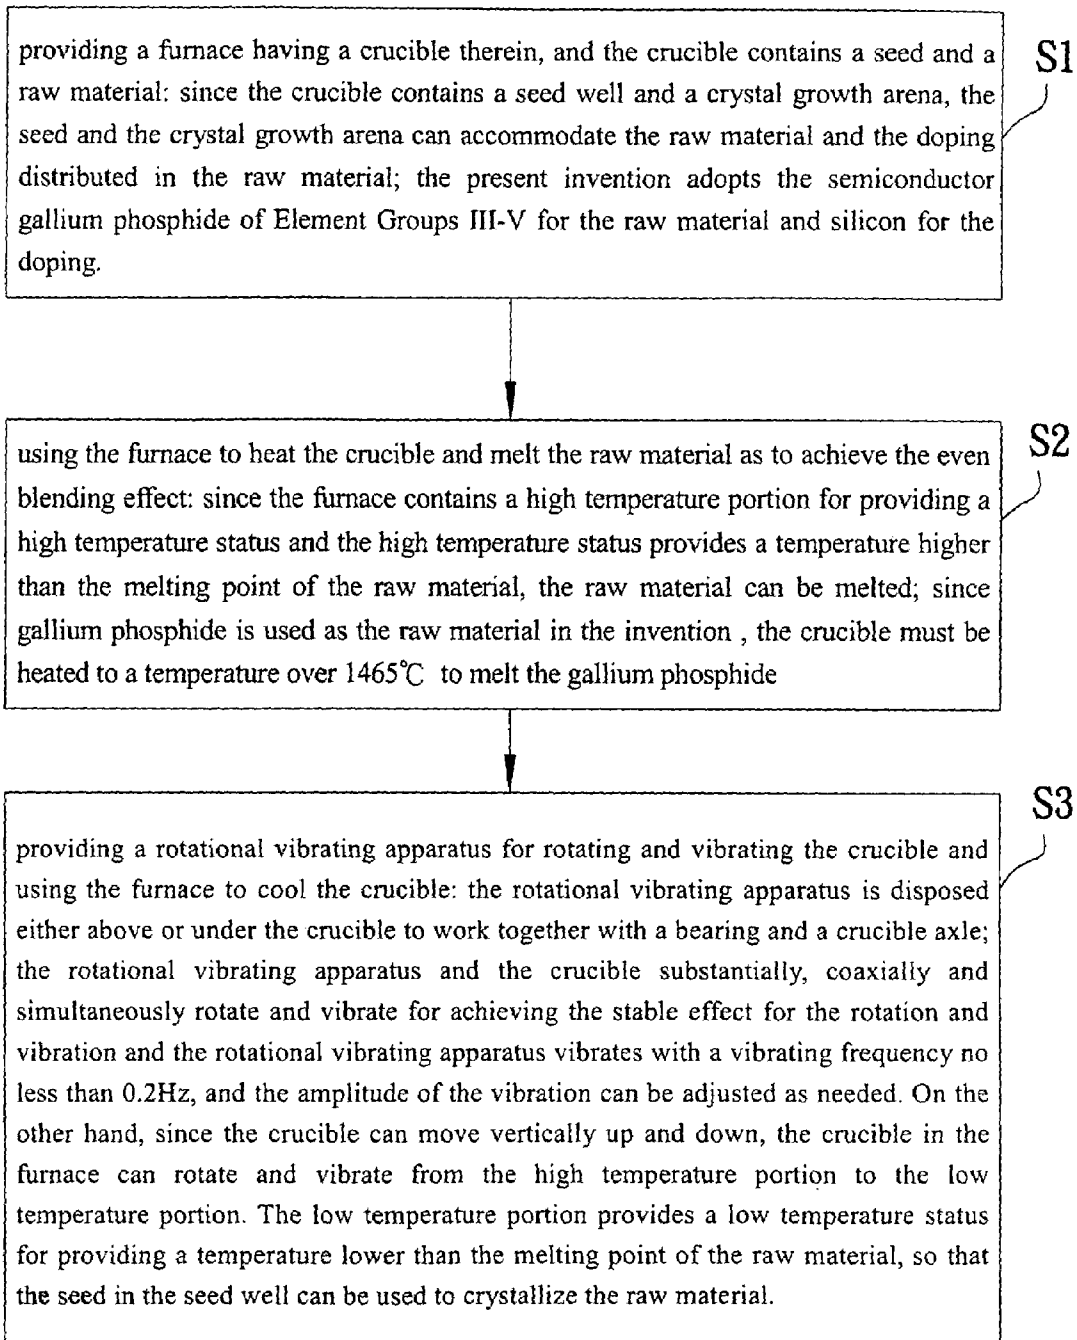 providing a furnace having a crucible therein, and the crucible contains a seed and a
S1
raw material: since the crucible contains a seed well and a crystal growth arena, the
seed and the crystal growth arena can accommodate the raw material and the doping
distributed in the raw material; the present invention adopts the semiconductor
gallium phosphide of Element Groups III-V for the raw material and silicon for the
doping.
S2
using the furnace to heat the crucible and melt the raw material as to achieve the even
blending effect: since the furnace contains a high temperature portion for providing a
high temperature status and the high temperature status provides a temperature higher
than the melting point of the raw material, the raw material can be melted; since
gallium phosphide is used as the raw material in the invention , the crucible must be
heated to a temperature over 1465℃ to melt the gallium phosphide
S3
providing a rotational vibrating apparatus for rotating and vibrating the crucible and
using the furnace to cool the crucible: the rotational vibrating apparatus is disposed
either above or under the crucible to work together with a bearing and a crucible axle;
the rotational vibrating apparatus and the crucible substantially, coaxially and
simultaneously rotate and vibrate for achieving the stable effect for the rotation and
vibration and the rotational vibrating apparatus vibrates with a vibrating frequency no
less than 0.2Hz, and the amplitude of the vibration can be adjusted as needed. On the
other hand, since the crucible can move vertically up and down, the crucible in the
furnace can rotate and vibrate from the high temperature portion to the low
temperature portion. The low temperature portion provides a low temperature status
for providing a temperature lower than the melting point of the raw material, so that
the seed in the seed well can be used to crystallize the raw material.